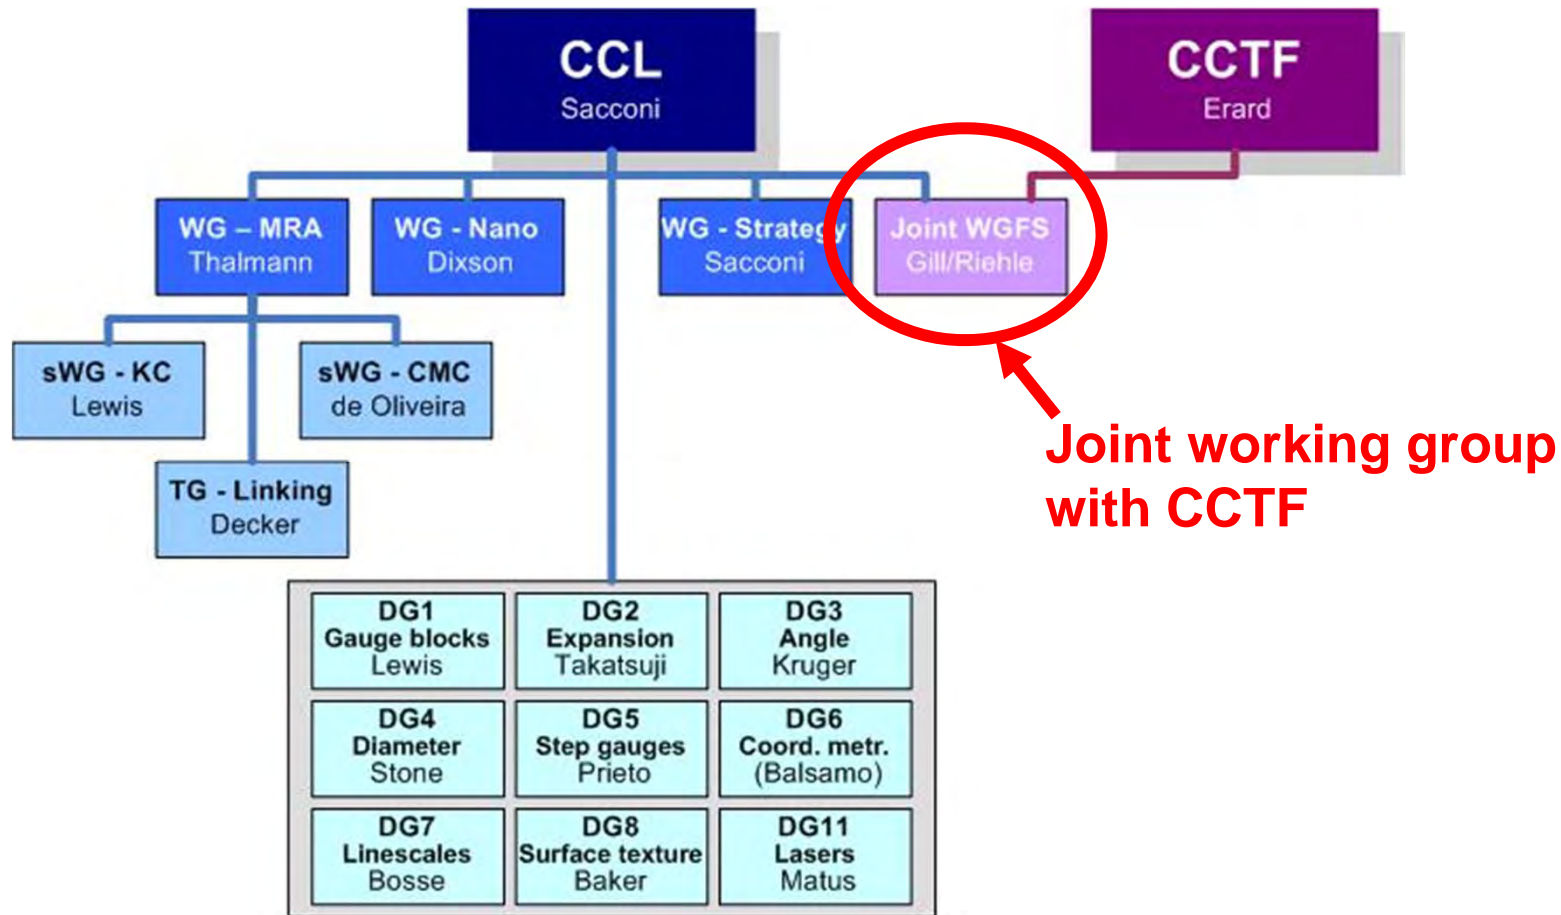 CCL
Sacconi
CCTF
Erard
WG – MRA
Thalmann
WG - Nano
Dixson
WG - Strategy
Sacconi
Joint WGFS
Gill/Riehle
sWG - KC
Lewis
sWG - CMC
de Oliveira
TG - Linking
Decker
Joint working group
with CCTF
DG1
Gauge blocks
Lewis
DG2
Expansion
Takatsuji
DG3
Angle
Kruger
DG4
Diameter
Stone
DG5
Step gauges
Prieto
DG6
Coord. metr.
(Balsamo)
DG7
Linescales
Bosse
DG8
Surface texture
Baker
DG11
Lasers
Matus